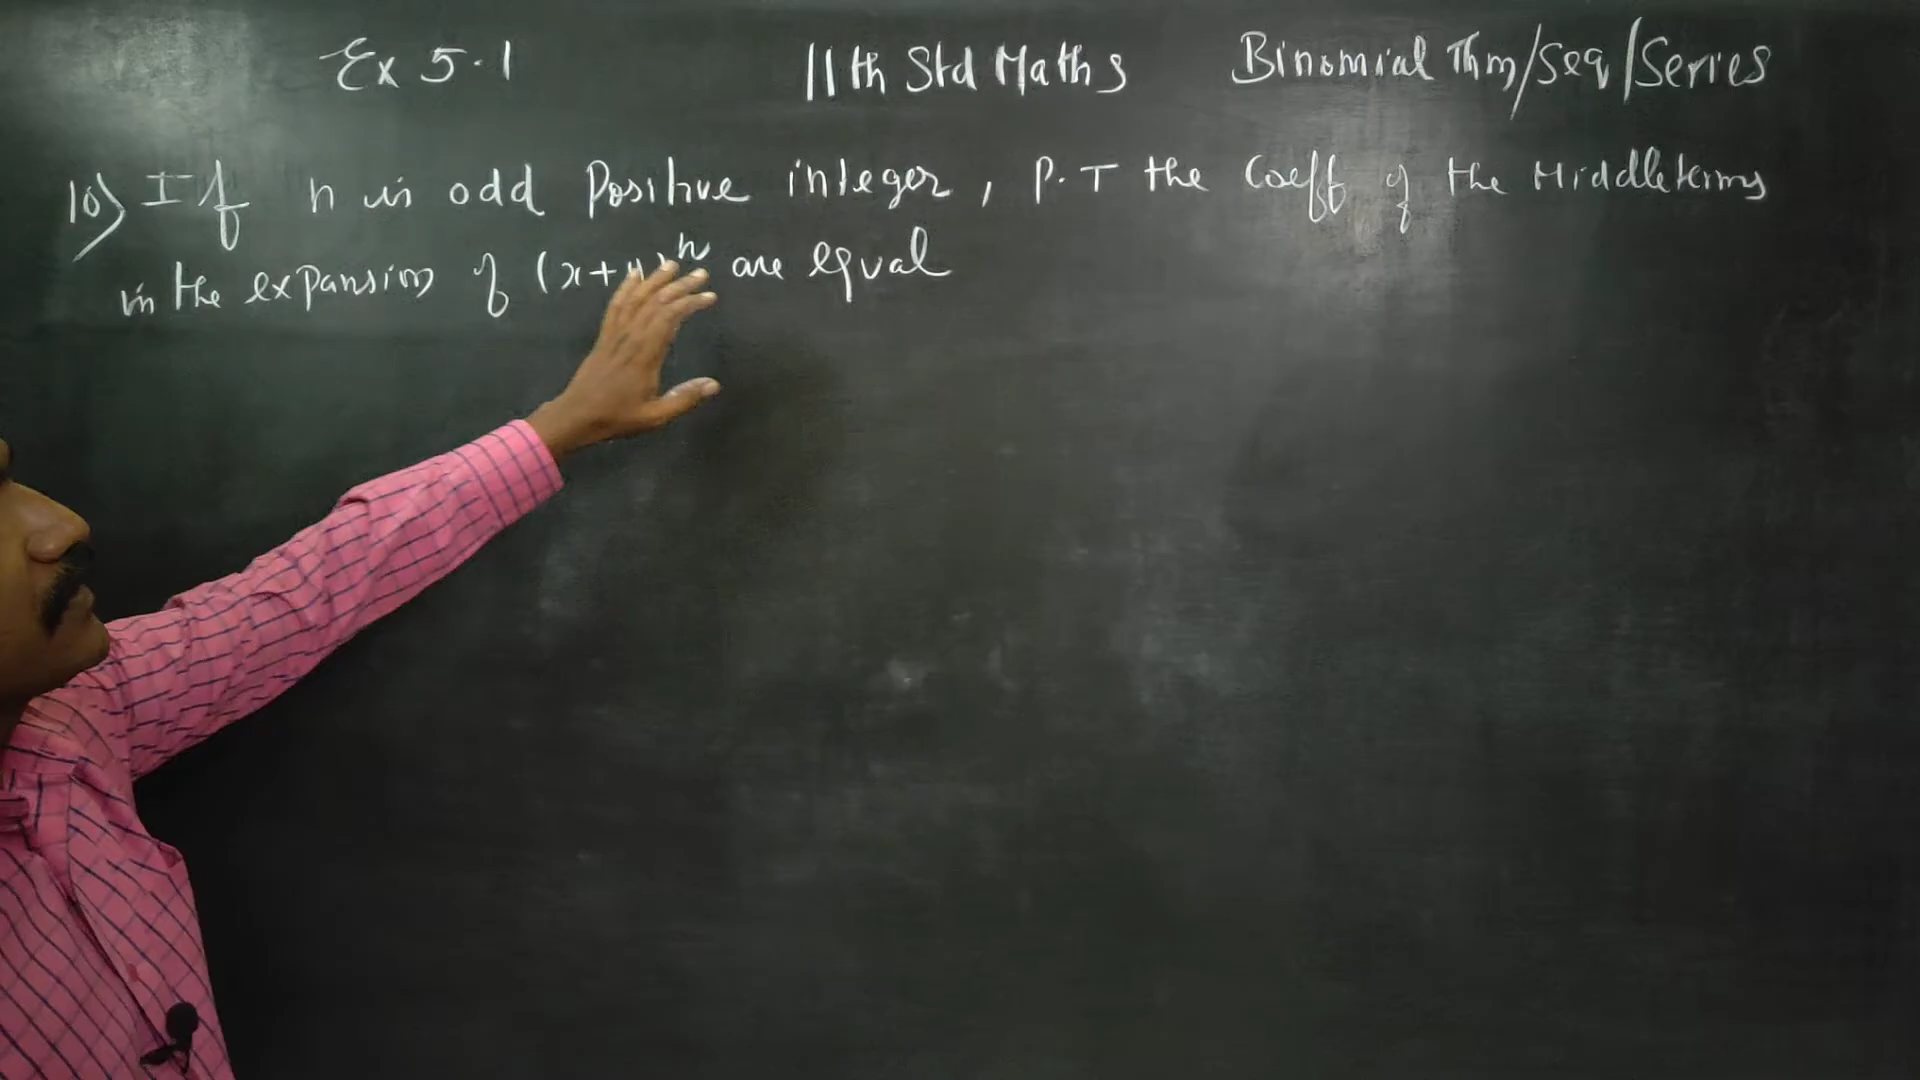 Ex 5.1 11th Std Maths Binomial Thm/Seq/Series
10) If n is odd Positive integer, P.T the Coeff of the Middle terms
in the expansion of (x+y)^n are equal